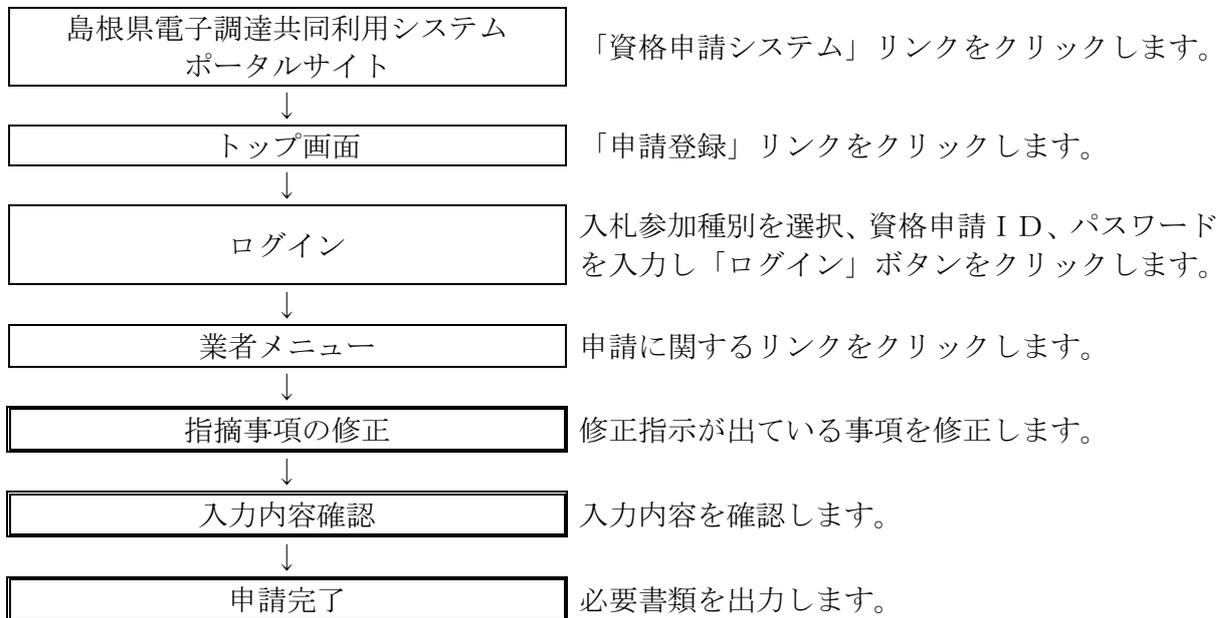 島根県電子調達共同利用システム
ポータルサイト
「資格申請システム」リンクをクリックします。
↓
トップ画面
「申請登録」リンクをクリックします。
↓
ログイン
入札参加種別を選択、資格申請ＩＤ、パスワード
を入力し「ログイン」ボタンをクリックします。
↓
業者メニュー
申請に関するリンクをクリックします。
↓
指摘事項の修正
修正指示が出ている事項を修正します。
↓
入力内容確認
入力内容を確認します。
↓
申請完了
必要書類を出力します。